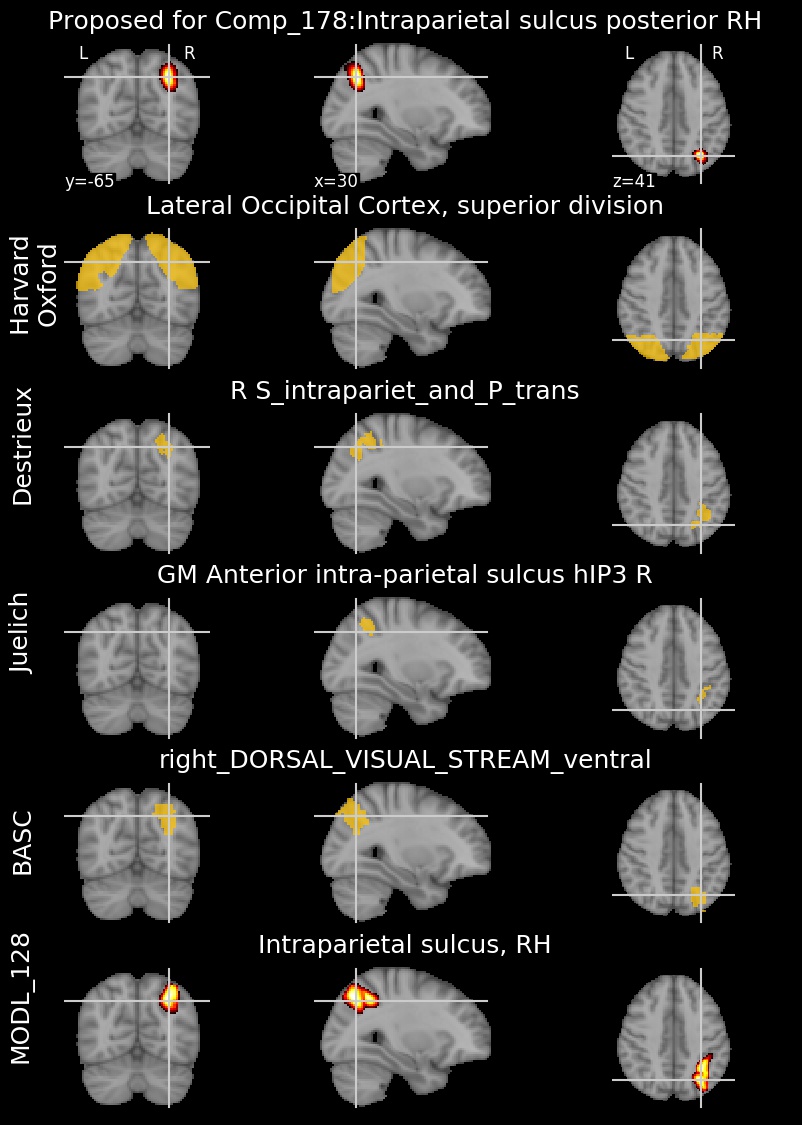 Proposed for Comp_178:Intraparietal sulcus posterior RH
L R L R
y=-65 x=30 z=41
Lateral Occipital Cortex, superior division
Harvard
Oxford
R S_intrapariet_and_P_trans
Destrieux
GM Anterior intra-parietal sulcus hIP3 R
Juelich
right_DORSAL_VISUAL_STREAM_ventral
BASC
Intraparietal sulcus, RH
MODL_128